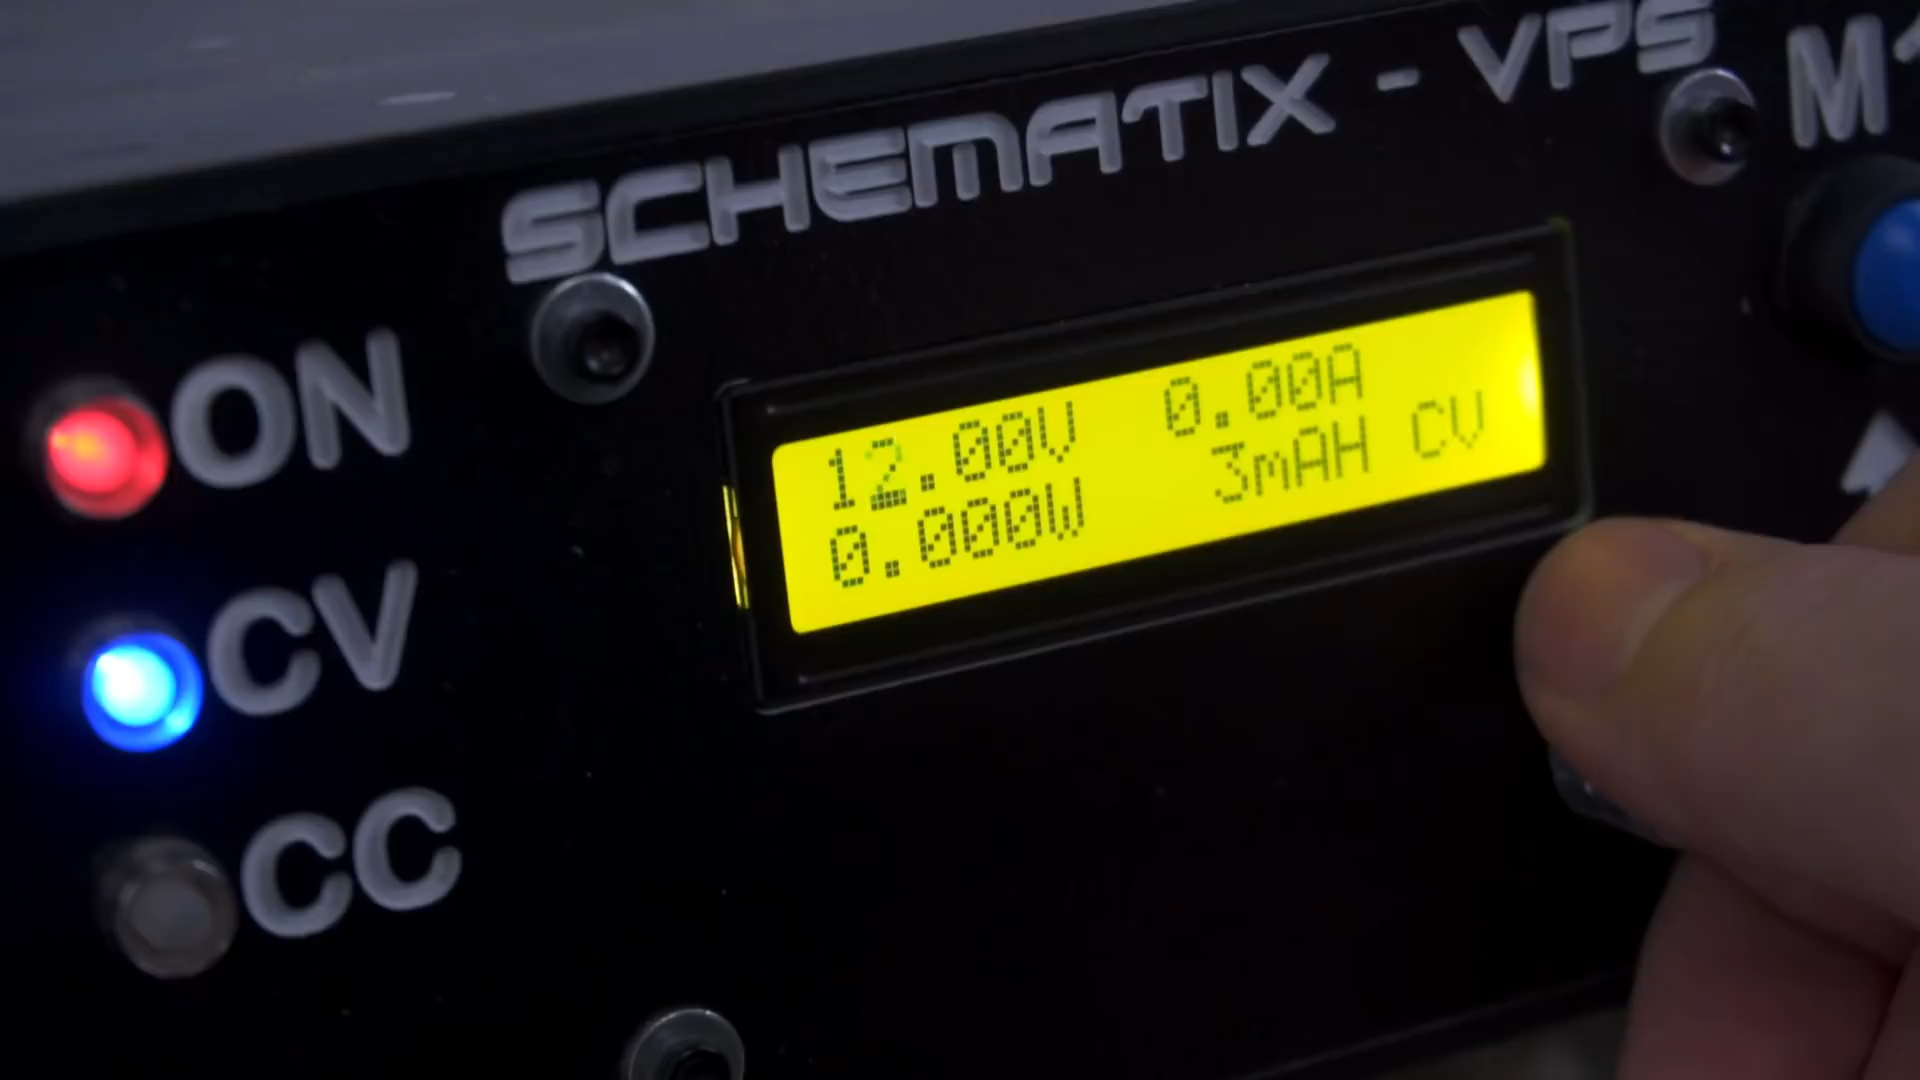 SCHEMATIX - VPS
M1
ON
12.00V 0.00A
0.000W 3mAH CV
CV
CC